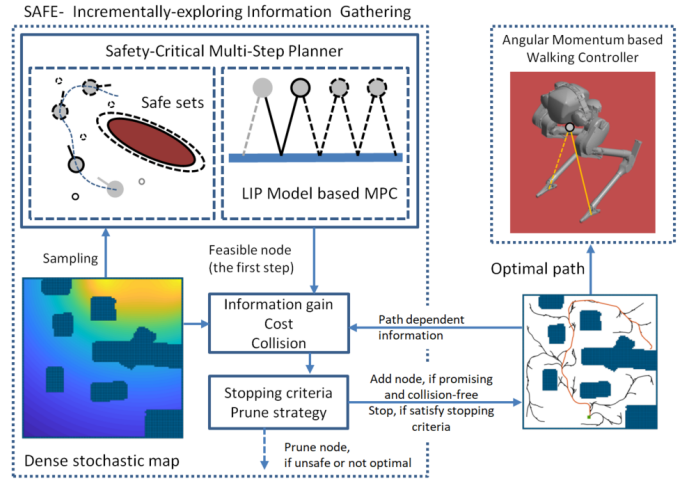 SAFE- Incrementally-exploring Information Gathering
Safety-Critical Multi-Step Planner
Safe sets
LIP Model based MPC
Angular Momentum based
Walking Controller
Sampling
Feasible node
(the first step)
Optimal path
Information gain
Cost
Collision
Path dependent
information
Stopping criteria
Prune strategy
Add node, if promising
and collision-free
Stop, if satisfy stopping
criteria
Prune node,
if unsafe or not optimal
Dense stochastic map